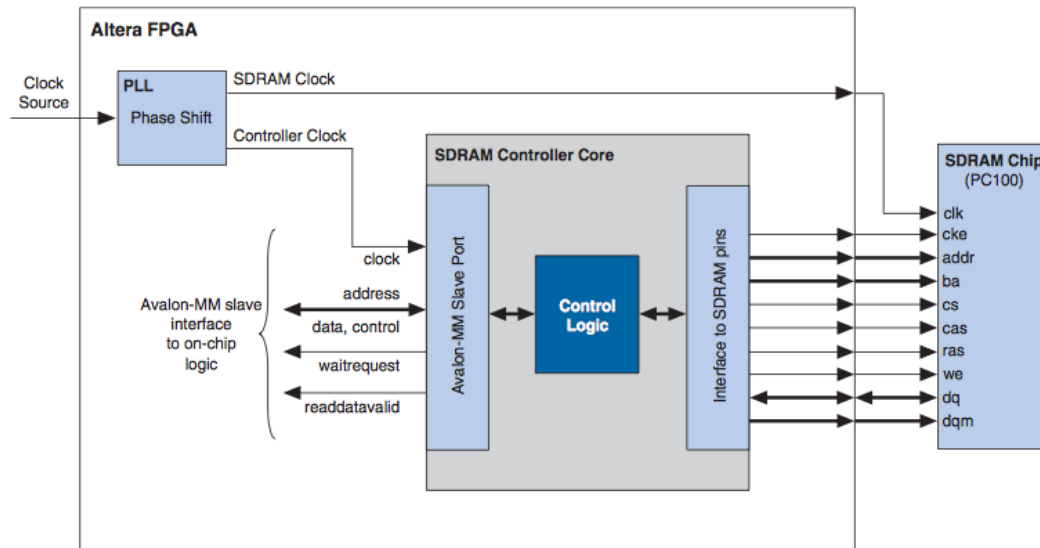 Altera FPGA
Clock
Source
PLL
Phase Shift
SDRAM Clock
Controller Clock
SDRAM Controller Core
SDRAM Chip
(PC100)
Avalon-MM slave
interface
to on-chip
logic
clock
address
data, control
waitrequest
readdatavalid
Avalon-MM Slave Port
Control
Logic
Interface to SDRAM pins
clk
cke
addr
ba
cs
cas
ras
we
dq
dqm